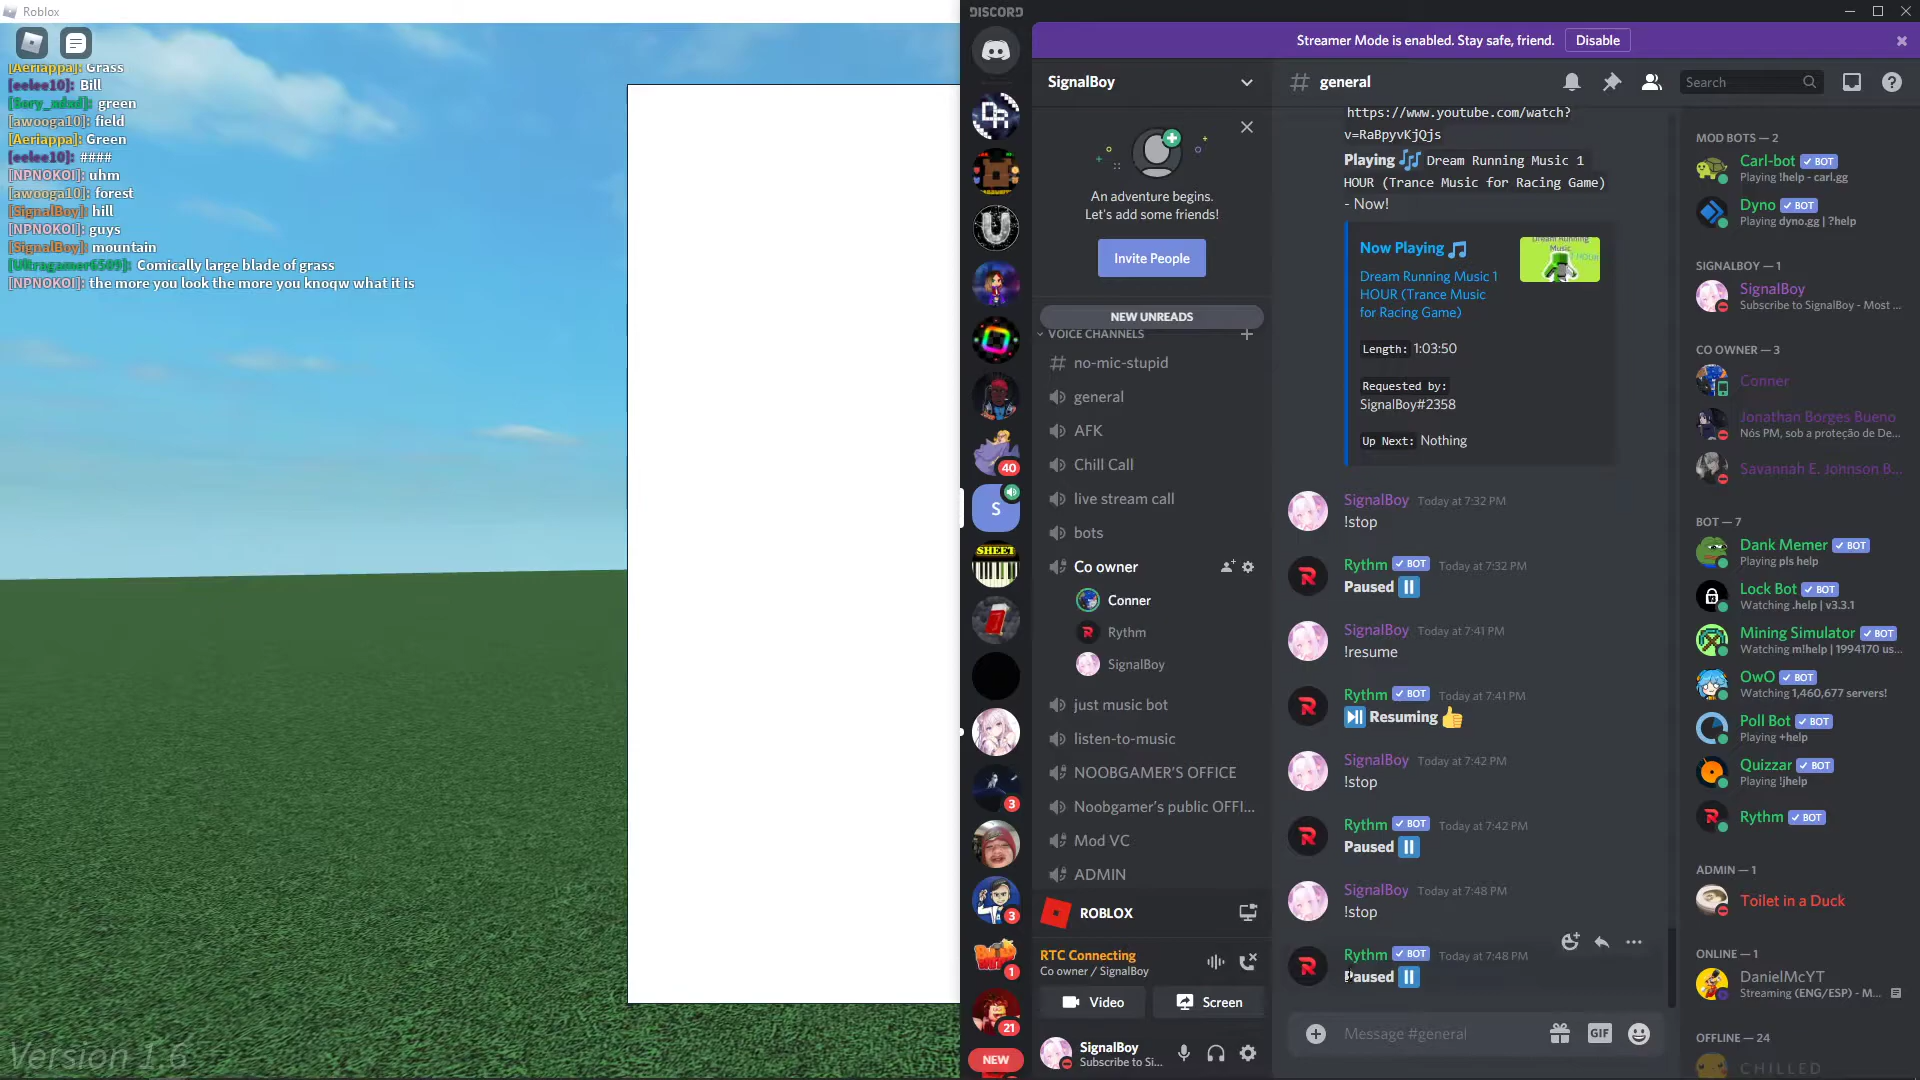 Roblox
[Aeriappa]: Grass
[eelee10]: Bill
[Sory_mhd]: green
[awooga10]: field
[Aeriappa]: Green
[eelee10]: ####
[NPNOKOI]: uhm
[awooga10]: forest
[SignalBoy]: hill
[NPNOKOI]: guys
[SignalBoy]: mountain
[Ultragamer6509]: Comically large blade of grass
[NPNOKOI]: the more you look the more you knoqw what it is
Version 1.6
DISCORD
40
S
SHEET
3
3
1
21
NEW
Streamer Mode is enabled. Stay safe, friend.
Disable
SignalBoy
An adventure begins.
Let's add some friends!
Invite People
NEW UNREADS
VOICE CHANNELS
no-mic-stupid
general
AFK
Chill Call
live stream call
bots
Co owner
Conner
Rythm
SignalBoy
just music bot
listen-to-music
NOOBGAMER'S OFFICE
Noobgamer's public OFFI...
Mod VC
ADMIN
ROBLOX
RTC Connecting
Co owner / SignalBoy
Video
Screen
SignalBoy
Subscribe to Si...
general
Search
https://www.youtube.com/watch?
v=RaBpyvKjQjs
Playing 🎶 Dream Running Music 1
HOUR (Trance Music for Racing Game)
- Now!
Now Playing 🎵
Dream Running Music 1
HOUR (Trance Music
for Racing Game)
Length: 1:03:50
Requested by:
SignalBoy#2358
Up Next: Nothing
Dream Running
Music
SignalBoy Today at 7:32 PM
!stop
Rythm BOT Today at 7:32 PM
Paused ⏸
SignalBoy Today at 7:41 PM
!resume
Rythm BOT Today at 7:41 PM
⏯ Resuming 👍
SignalBoy Today at 7:42 PM
!stop
Rythm BOT Today at 7:42 PM
Paused ⏸
SignalBoy Today at 7:48 PM
!stop
Rythm BOT Today at 7:48 PM
Paused ⏸
Message #general
GIF
MOD BOTS — 2
Carl-bot BOT
Playing !help - carl.gg
Dyno BOT
Playing dyno.gg | ?help
SIGNALBOY — 1
SignalBoy
Subscribe to SignalBoy - Most ...
CO OWNER — 3
Conner
Jonathan Borges Bueno
Nós PM, sob a proteção de De...
Savannah E. Johnson B...
BOT — 7
Dank Memer BOT
Playing pls help
Lock Bot BOT
Watching .help | v3.3.1
Mining Simulator BOT
Watching m!help | 1994170 us...
OwO BOT
Watching 1,460,677 servers!
Poll Bot BOT
Playing +help
Quizzar BOT
Playing !jhelp
Rythm BOT
ADMIN — 1
Toilet in a Duck
ONLINE — 1
DanielMcYT
Streaming (ENG/ESP) - M...
OFFLINE — 24
CHILLED